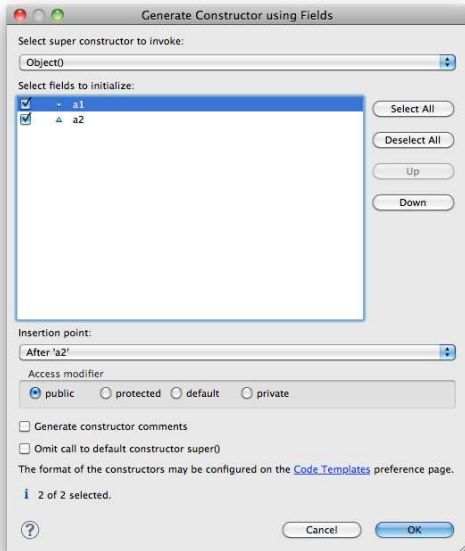 Generate Constructor using Fields
Select super constructor to invoke:
Object()
Select fields to initialize:
a1
a2
Select All
Deselect All
Up
Down
Insertion point:
After 'a2'
Access modifier
public protected default private
Generate constructor comments
Omit call to default constructor super()
The format of the constructors may be configured on the Code Templates preference page.
i 2 of 2 selected.
? Cancel OK